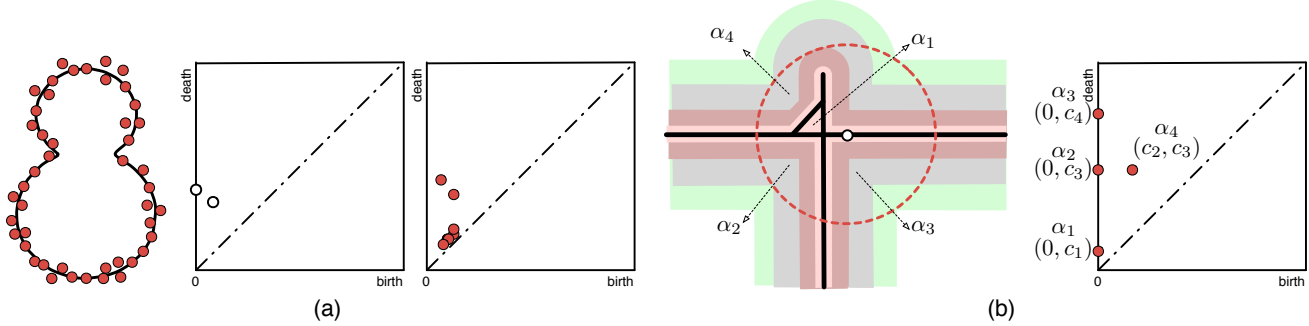 death
0
birth
death
0
birth
(a)
α₄
α₁
α₂
α₃
death
α₃
(0, c₄)
α₂
(0, c₃)
α₄
(c₂, c₃)
α₁
(0, c₁)
0
birth
(b)